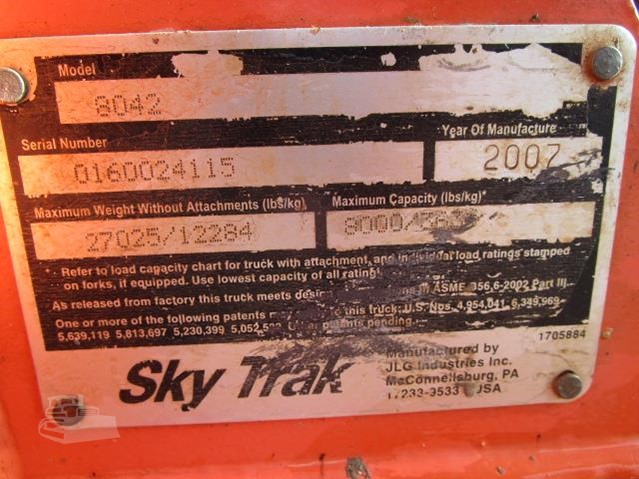 Model
8042
Serial Number
0160024115
Year Of Manufacture
2007
Maximum Weight Without Attachments (lbs/kg)
27025/12284
Maximum Capacity (lbs/kg)*
8000/
*. Refer to load capacity chart for truck with attachment, and individual load ratings stamped
on forks, if equipped. Use lowest capacity of all
As released from factory this truck meets ASME 2002 Part III
One or more of the following patents this truck: U.S. Nos. 4,954,041 6,349,969
5,639,119 5,813,697 5,230,399 patents pending.
1705884
Sky Trak
Manufactured by
JLG Industries Inc.
McConnellsburg, PA
USA